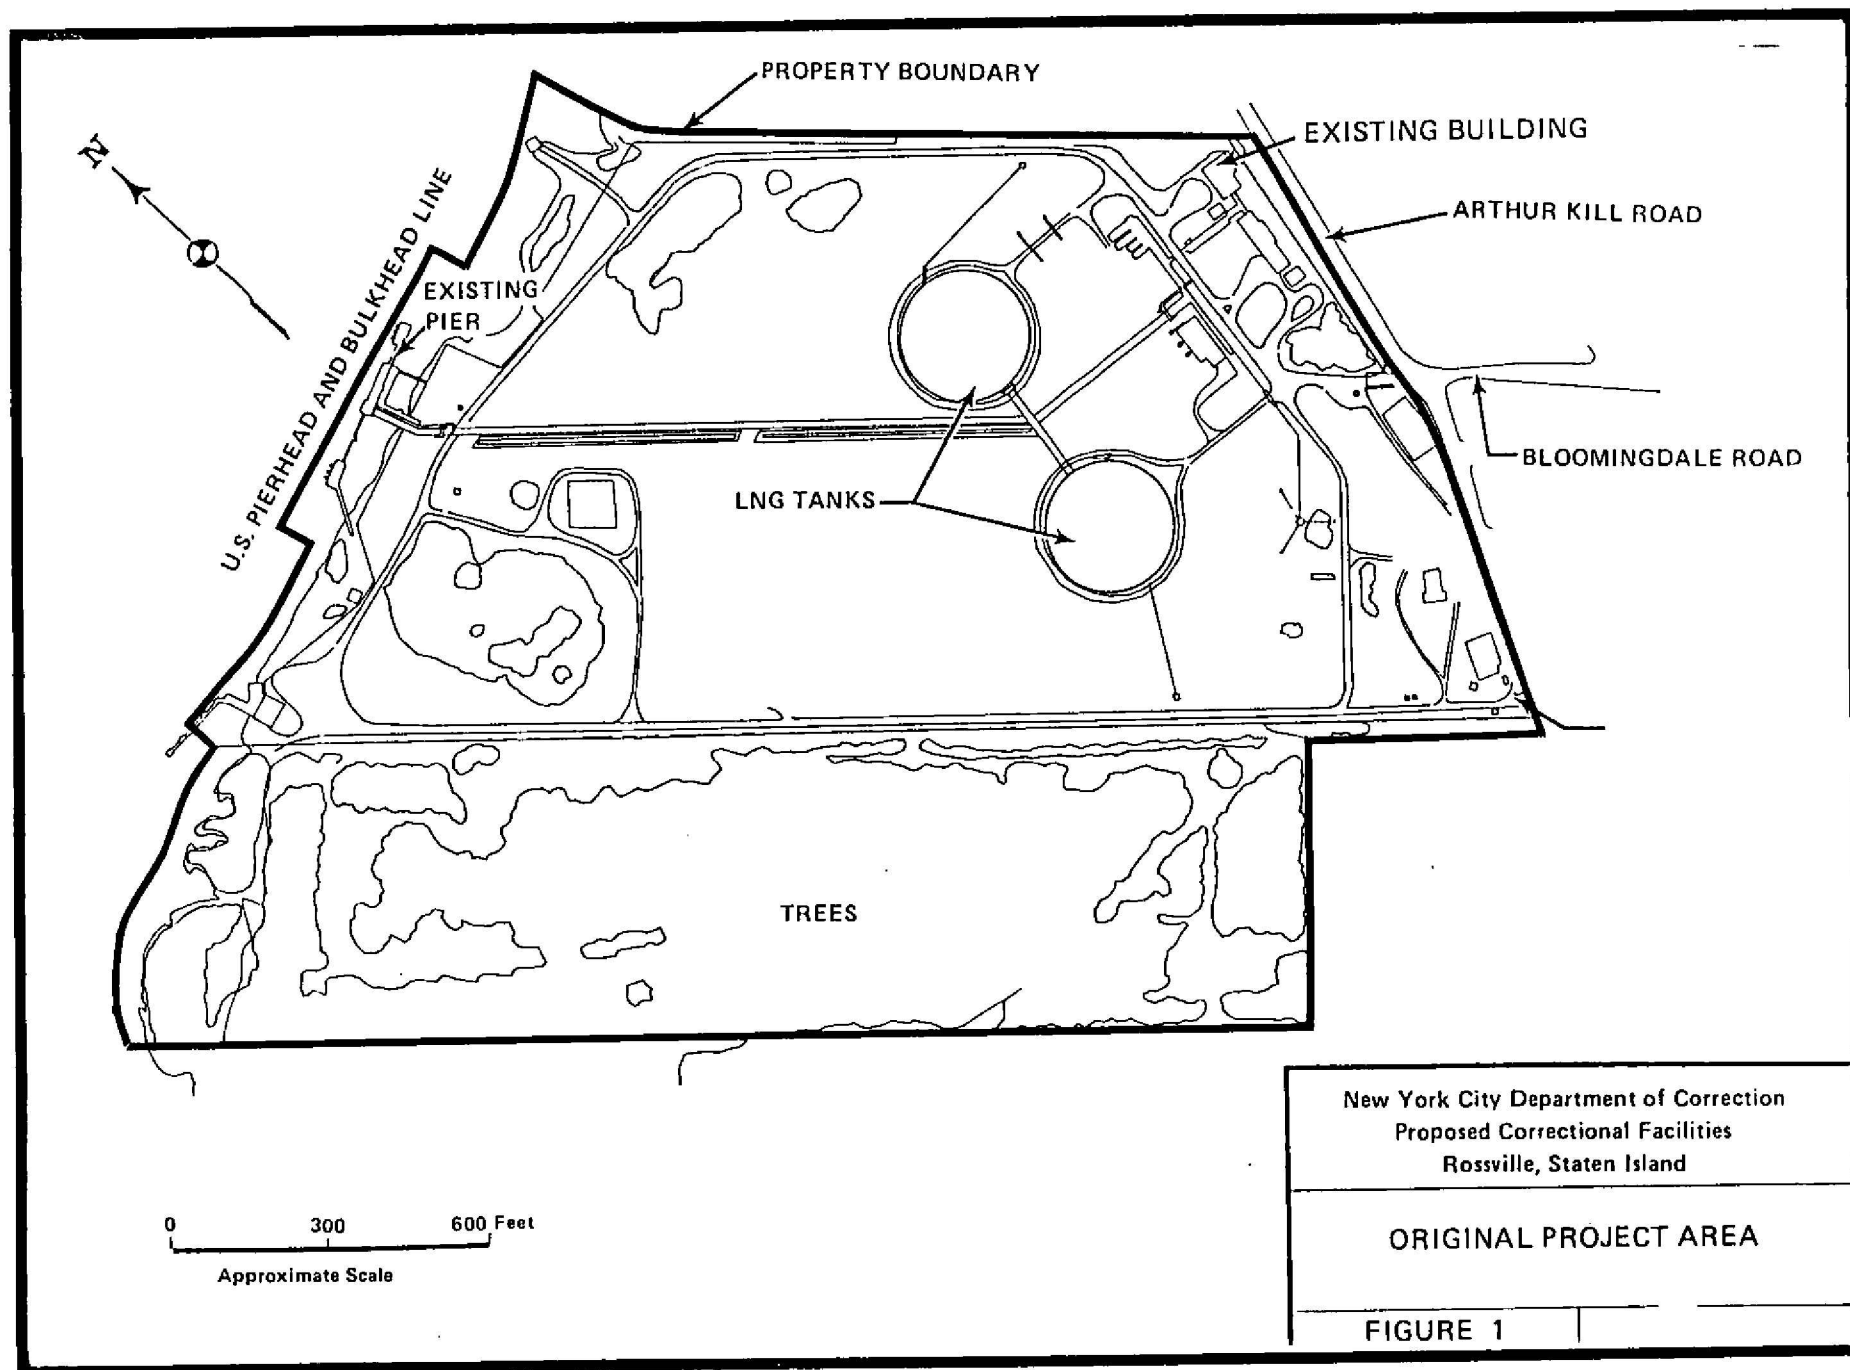 PROPERTY BOUNDARY
EXISTING BUILDING
N
ARTHUR KILL ROAD
U.S. PIERHEAD AND BULKHEAD LINE
EXISTING
PIER
BLOOMINGDALE ROAD
LNG TANKS
TREES
New York City Department of Correction
Proposed Correctional Facilities
Rossville, Staten Island
0 300 600 Feet
Approximate Scale
ORIGINAL PROJECT AREA
FIGURE 1